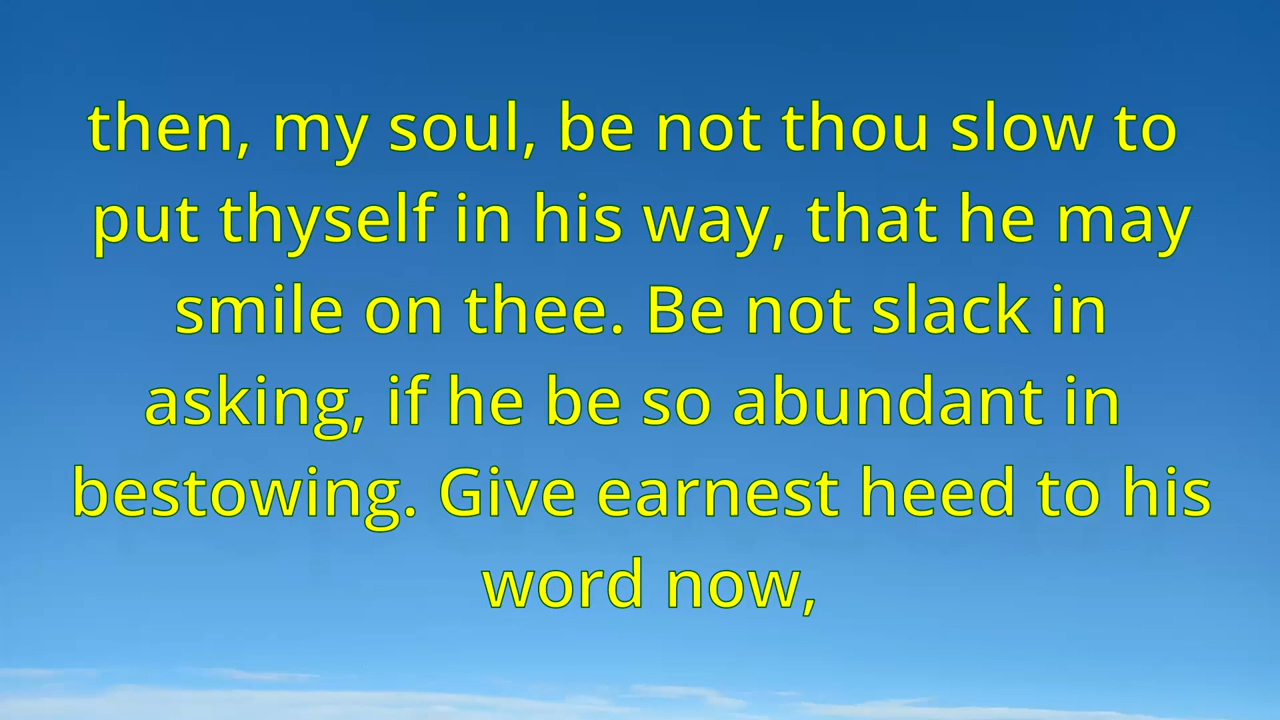 then, my soul, be not thou slow to
put thyself in his way, that he may
smile on thee. Be not slack in
asking, if he be so abundant in
bestowing. Give earnest heed to his
word now,